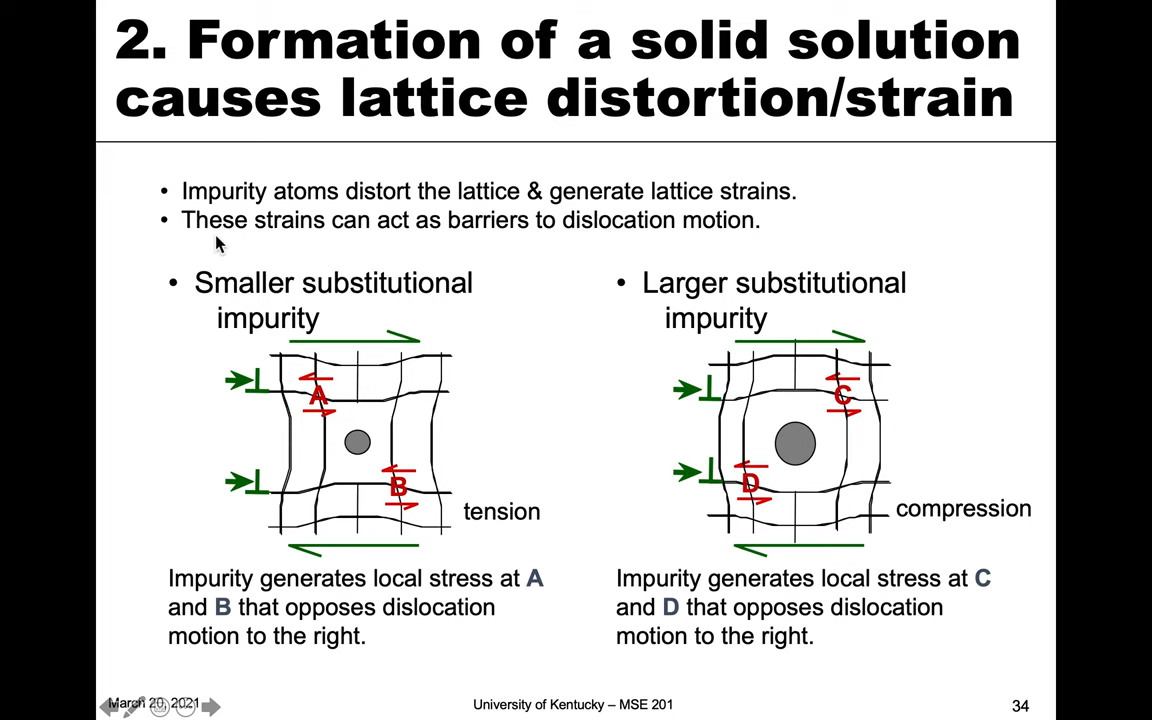 2. Formation of a solid solution
causes lattice distortion/strain
• Impurity atoms distort the lattice & generate lattice strains.
• These strains can act as barriers to dislocation motion.
• Smaller substitutional
impurity
A
B
tension
Impurity generates local stress at A
and B that opposes dislocation
motion to the right.
• Larger substitutional
impurity
C
D
compression
Impurity generates local stress at C
and D that opposes dislocation
motion to the right.
March 20, 2021
University of Kentucky – MSE 201
34